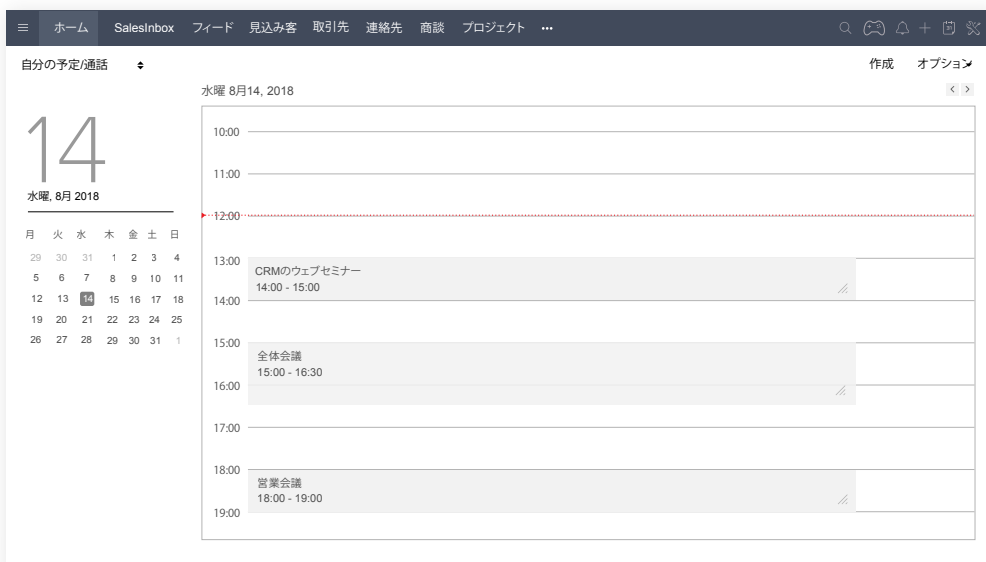 ホーム SalesInbox フィード 見込み客 取引先 連絡先 商談 プロジェクト •••
自分の予定/通話
作成 オプション
水曜 8月14, 2018
14
水曜, 8月 2018
月 火 水 木 金 土 日
29 30 31 1 2 3 4
5 6 7 8 9 10 11
12 13 14 15 16 17 18
19 20 21 22 23 24 25
26 27 28 29 30 31 1
10:00
11:00
12:00
13:00
CRMのウェブセミナー
14:00 - 15:00
14:00
15:00
全体会議
15:00 - 16:30
16:00
17:00
18:00
営業会議
18:00 - 19:00
19:00